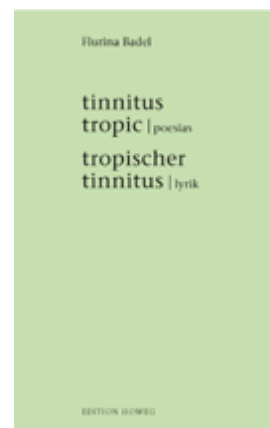 Flurina Badel
tinnitus
tropic | poesias
tropischer
tinnitus | lyrik
EDITION HOWEG